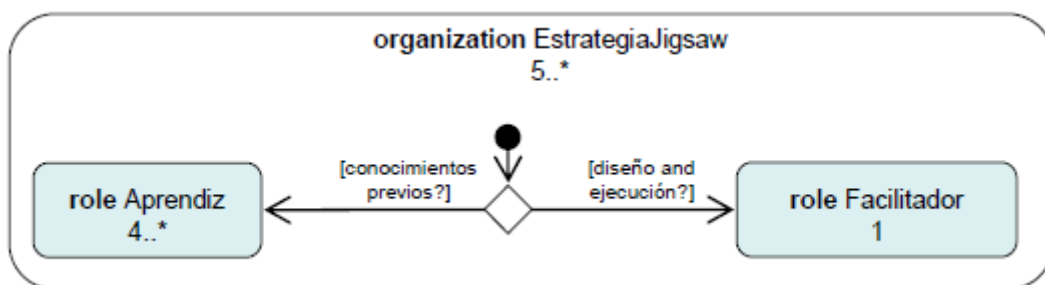 organization EstrategiaJigsaw
5..*
[conocimientos
previos?]
[diseño and
ejecución?]
role Aprendiz
4..*
role Facilitador
1